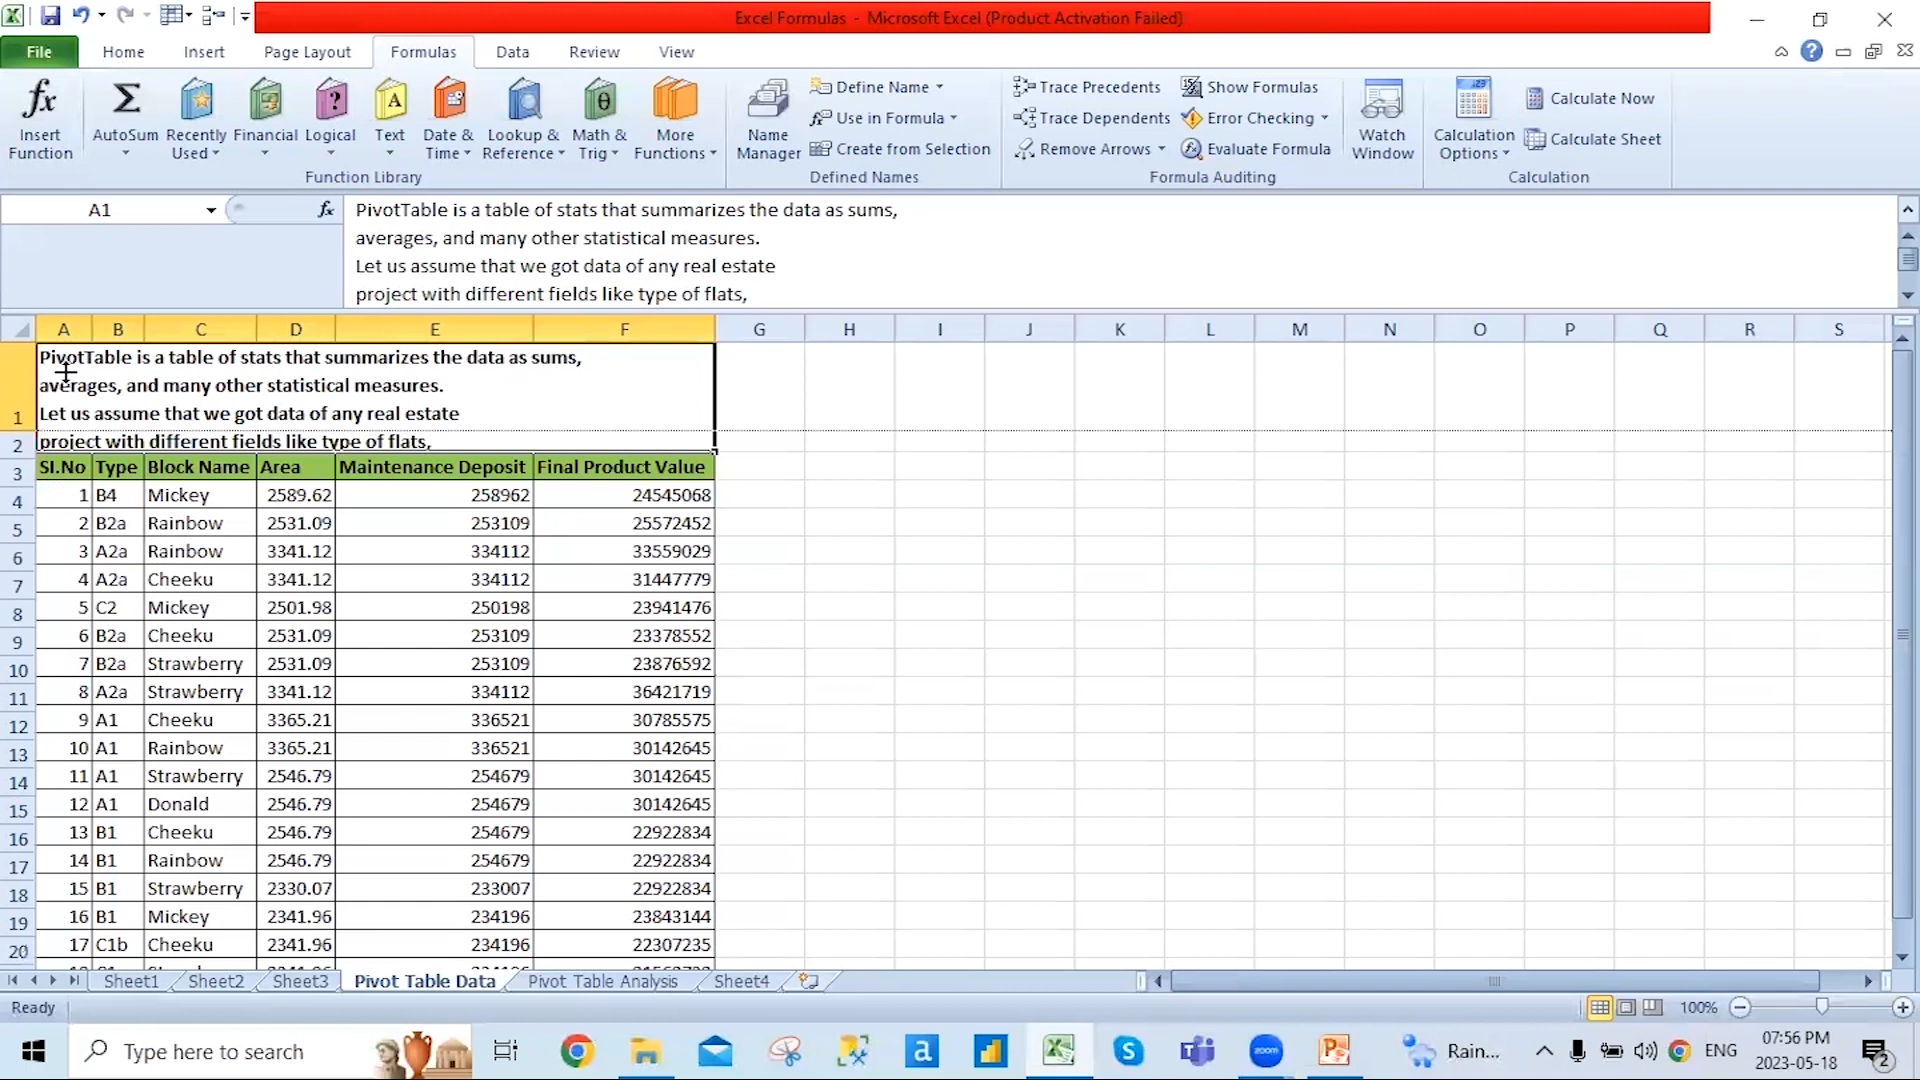 Excel Formulas - Microsoft Excel (Product Activation Failed)
File Home Insert Page Layout Formulas Data Review View
Insert Function
AutoSum
Recently Used
Financial
Logical
Text
Date & Time
Lookup & Reference
Math & Trig
More Functions
Function Library
Name Manager
Define Name
Use in Formula
Create from Selection
Defined Names
Trace Precedents
Trace Dependents
Remove Arrows
Show Formulas
Error Checking
Evaluate Formula
Formula Auditing
Watch Window
Calculation Options
Calculate Now
Calculate Sheet
Calculation
A1
fx
PivotTable is a table of stats that summarizes the data as sums,
averages, and many other statistical measures.
Let us assume that we got data of any real estate
project with different fields like type of flats,
A B C D E F G H I J K L M N O P Q R S
PivotTable is a table of stats that summarizes the data as sums,
averages, and many other statistical measures.
1 Let us assume that we got data of any real estate
2 project with different fields like type of flats,
3 SI.No Type Block Name Area Maintenance Deposit Final Product Value
4 1 B4 Mickey 2589.62 258962 24545068
5 2 B2a Rainbow 2531.09 253109 25572452
6 3 A2a Rainbow 3341.12 334112 33559029
7 4 A2a Cheeku 3341.12 334112 31447779
8 5 C2 Mickey 2501.98 250198 23941476
9 6 B2a Cheeku 2531.09 253109 23378552
10 7 B2a Strawberry 2531.09 253109 23876592
11 8 A2a Strawberry 3341.12 334112 36421719
12 9 A1 Cheeku 3365.21 336521 30785575
13 10 A1 Rainbow 3365.21 336521 30142645
14 11 A1 Strawberry 2546.79 254679 30142645
15 12 A1 Donald 2546.79 254679 30142645
16 13 B1 Cheeku 2546.79 254679 22922834
17 14 B1 Rainbow 2546.79 254679 22922834
18 15 B1 Strawberry 2330.07 233007 22922834
19 16 B1 Mickey 2341.96 234196 23843144
20 17 C1b Cheeku 2341.96 234196 22307235
Sheet1 Sheet2 Sheet3 Pivot Table Data Pivot Table Analysis Sheet4
Ready 100%
Type here to search
Rain... ENG
07:56 PM
2023-05-18
2